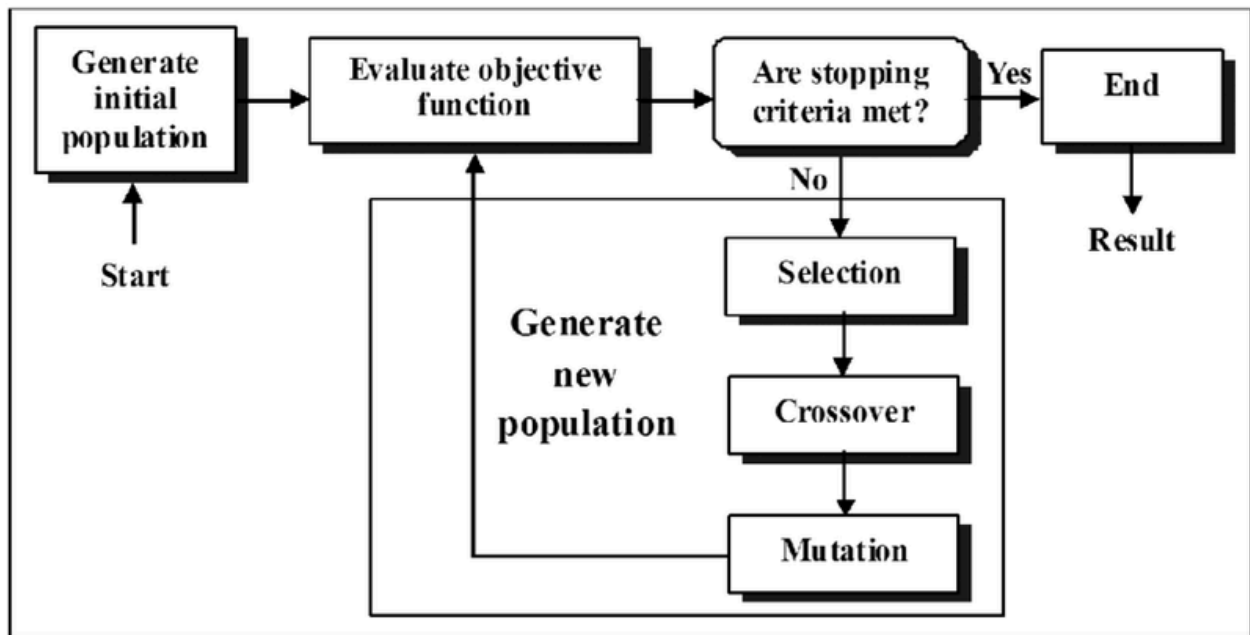 Generate
initial
population
Evaluate objective
function
Are stopping
criteria met?
Yes
End
No
Start
Result
Selection
Generate
new
population
Crossover
Mutation